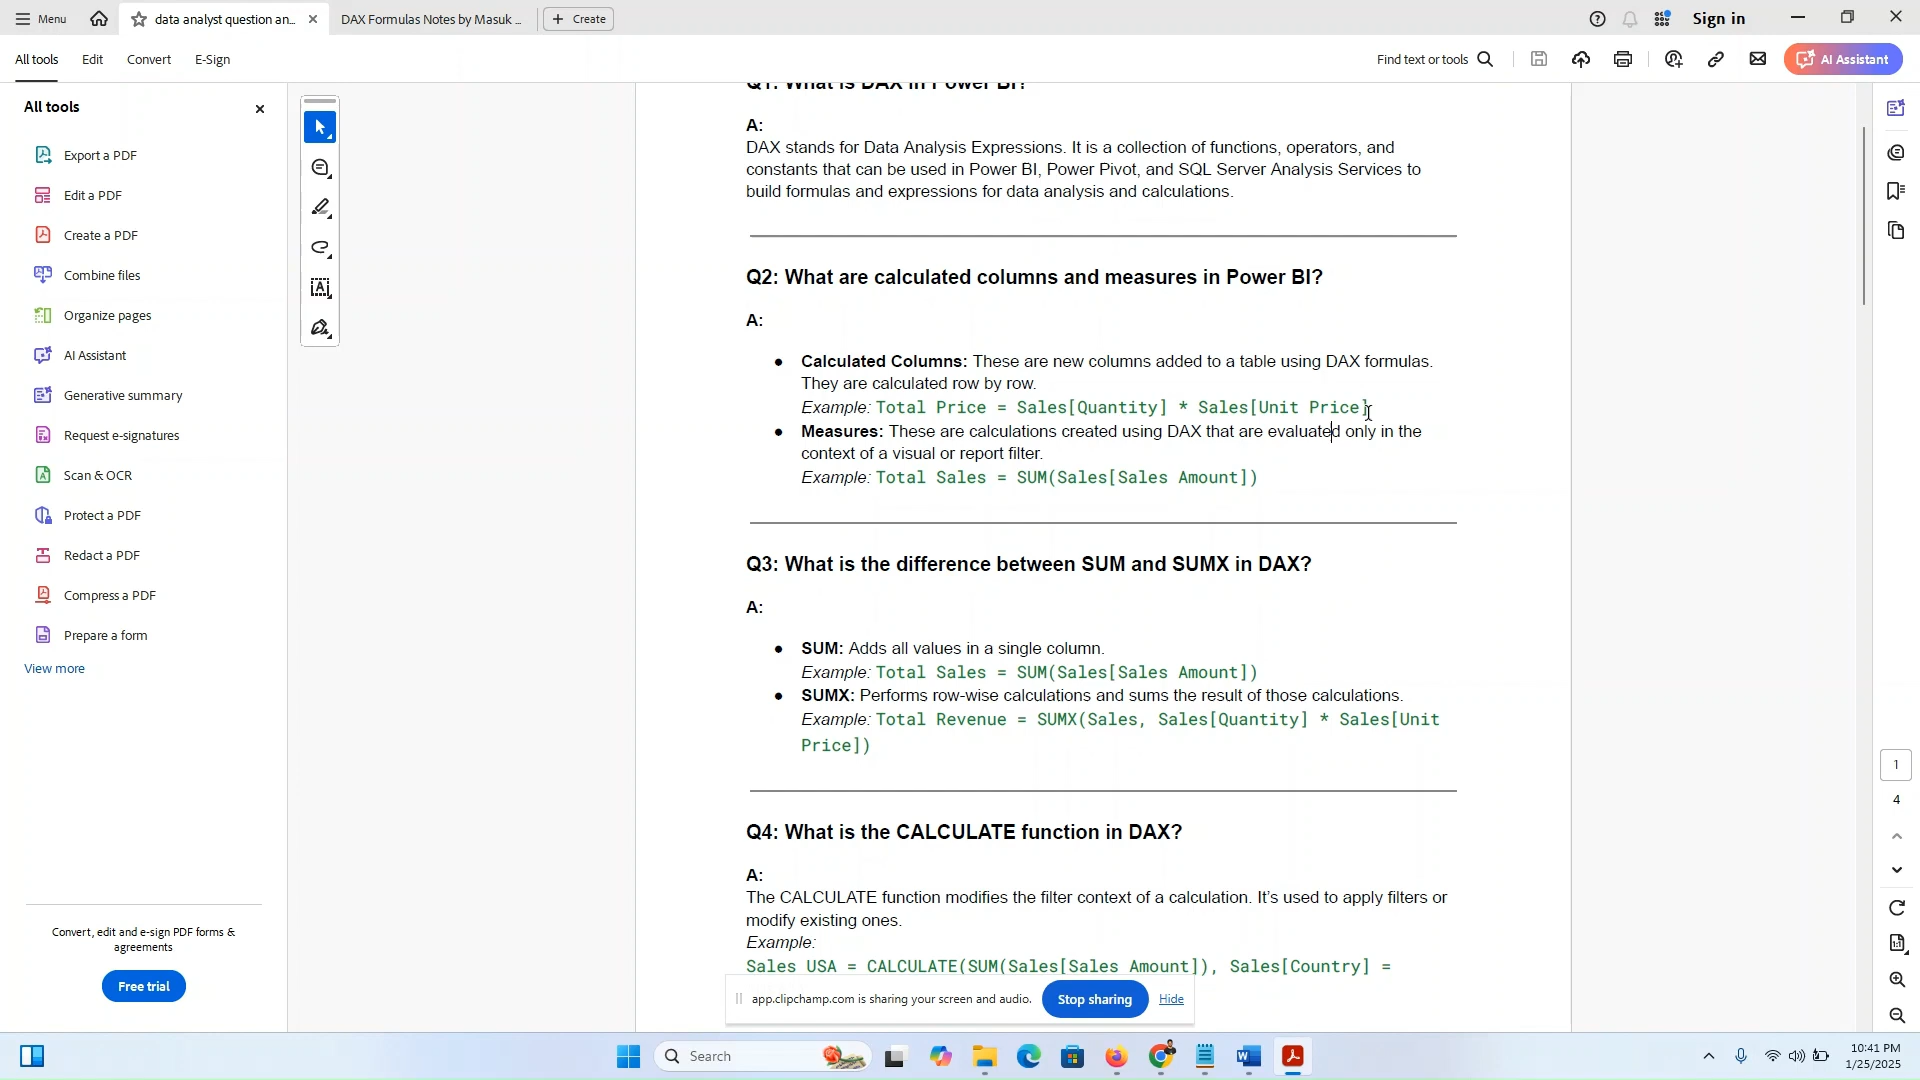 Menu
data analyst question an...
DAX Formulas Notes by Masuk ...
Create
Sign in
All tools
Edit
Convert
E-Sign
Find text or tools
AI Assistant
All tools
Export a PDF
Edit a PDF
Create a PDF
Combine files
Organize pages
AI Assistant
Generative summary
Request e-signatures
Scan & OCR
Protect a PDF
Redact a PDF
Compress a PDF
Prepare a form
View more
Convert, edit and e-sign PDF forms &
agreements
Free trial
Q1: What is DAX in Power BI?
A:
DAX stands for Data Analysis Expressions. It is a collection of functions, operators, and
constants that can be used in Power BI, Power Pivot, and SQL Server Analysis Services to
build formulas and expressions for data analysis and calculations.
Q2: What are calculated columns and measures in Power BI?
A:
● Calculated Columns: These are new columns added to a table using DAX formulas.
They are calculated row by row.
Example: Total Price = Sales[Quantity] * Sales[Unit Price]
● Measures: These are calculations created using DAX that are evaluated only in the
context of a visual or report filter.
Example: Total Sales = SUM(Sales[Sales Amount])
Q3: What is the difference between SUM and SUMX in DAX?
A:
● SUM: Adds all values in a single column.
Example: Total Sales = SUM(Sales[Sales Amount])
● SUMX: Performs row-wise calculations and sums the result of those calculations.
Example: Total Revenue = SUMX(Sales, Sales[Quantity] * Sales[Unit
Price])
Q4: What is the CALCULATE function in DAX?
A:
The CALCULATE function modifies the filter context of a calculation. It's used to apply filters or
modify existing ones.
Example:
Sales USA = CALCULATE(SUM(Sales[Sales Amount]), Sales[Country] =
app.clipchamp.com is sharing your screen and audio.
Stop sharing
Hide
1
4
Search
10:41 PM
1/25/2025